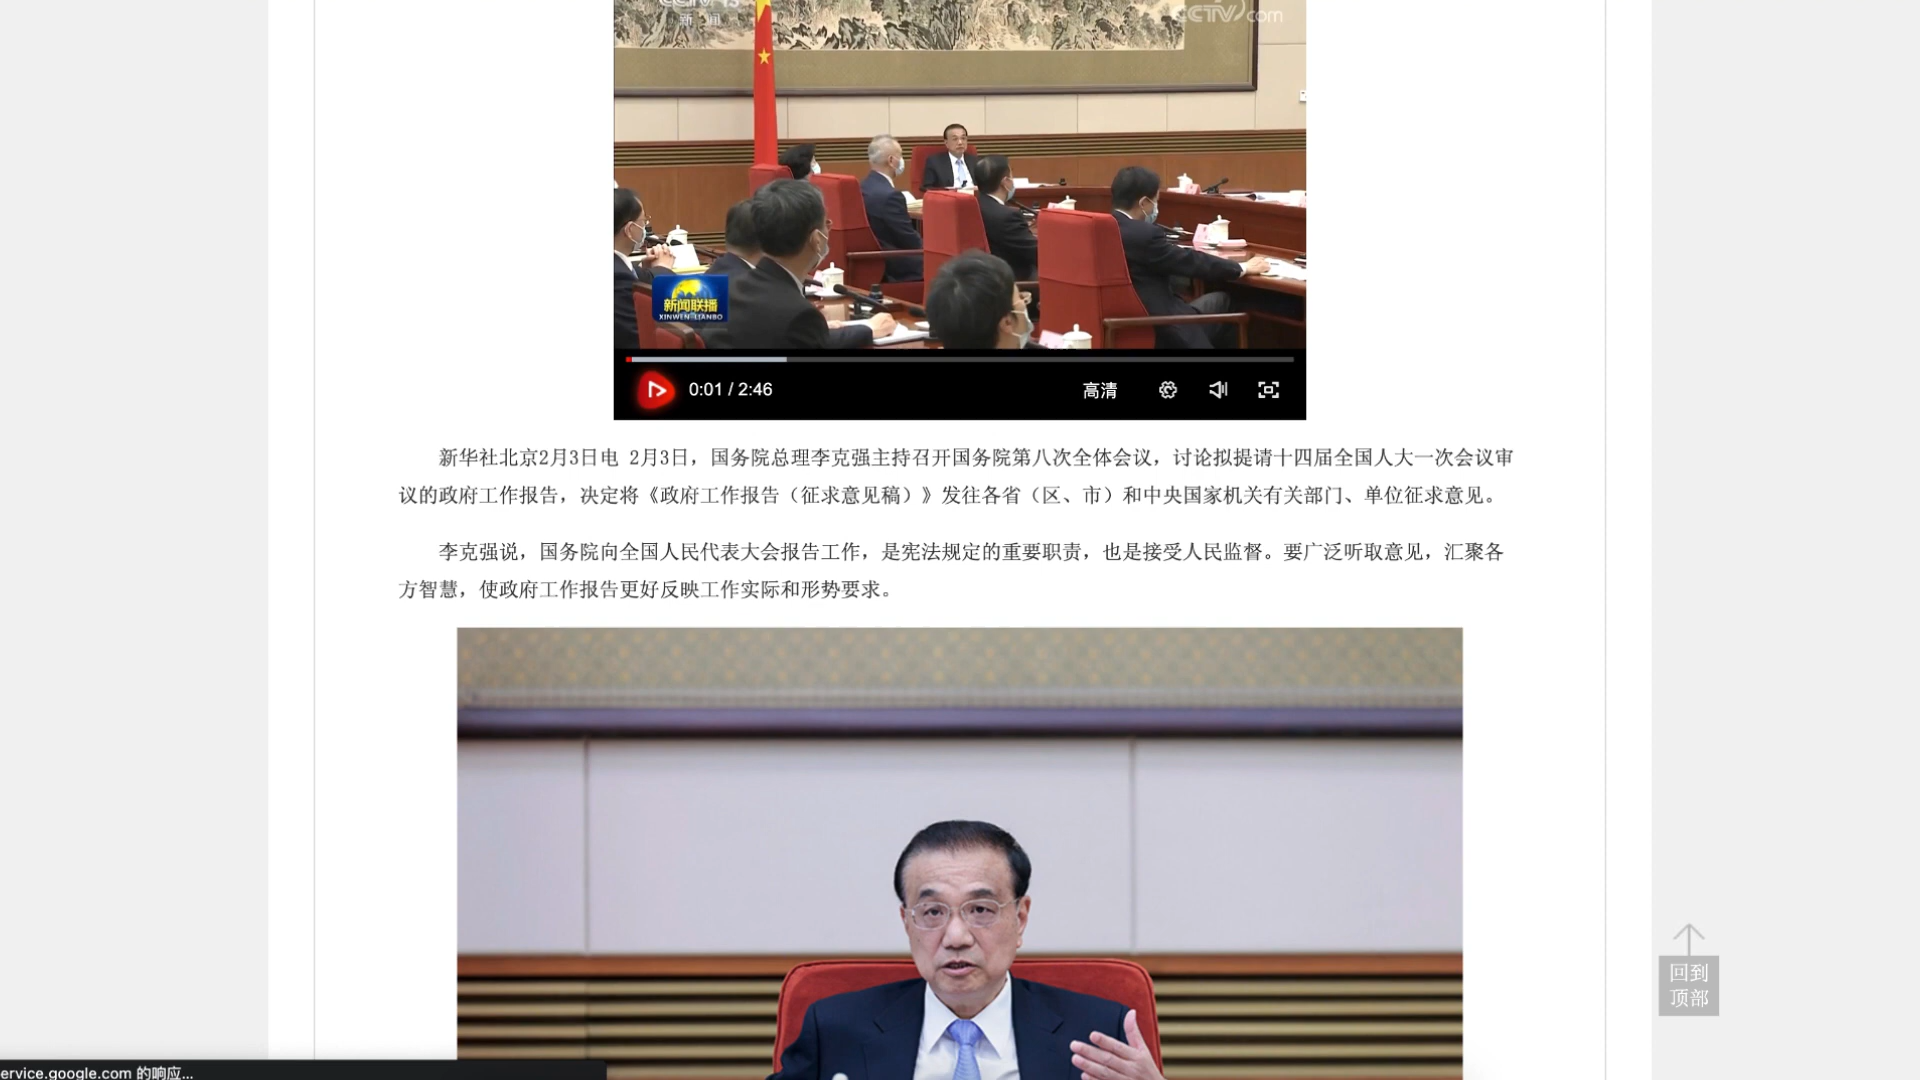 新闻
CCTV.com
新闻联播
XINWEN LIANBO
0:01 / 2:46
高清
新华社北京2月3日电 2月3日，国务院总理李克强主持召开国务院第八次全体会议，讨论拟提请十四届全国人大一次会议审
议的政府工作报告，决定将《政府工作报告（征求意见稿）》发往各省（区、市）和中央国家机关有关部门、单位征求意见。
李克强说，国务院向全国人民代表大会报告工作，是宪法规定的重要职责，也是接受人民监督。要广泛听取意见，汇聚各
方智慧，使政府工作报告更好反映工作实际和形势要求。
回到
顶部
ervice.google.com 的响应...